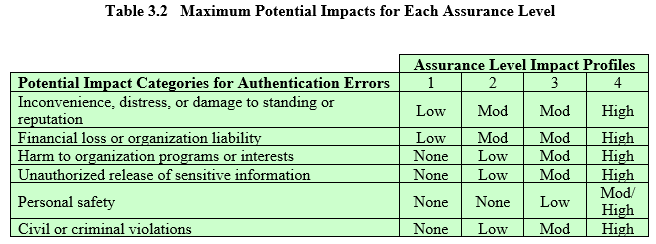 Table 3.2 Maximum Potential Impacts for Each Assurance Level
Assurance Level Impact Profiles
Potential Impact Categories for Authentication Errors 1 2 3 4
Inconvenience, distress, or damage to standing or
reputation Low Mod Mod High
Financial loss or organization liability Low Mod Mod High
Harm to organization programs or interests None Low Mod High
Unauthorized release of sensitive information None Low Mod High
Personal safety None None Low Mod/
High
Civil or criminal violations None Low Mod High